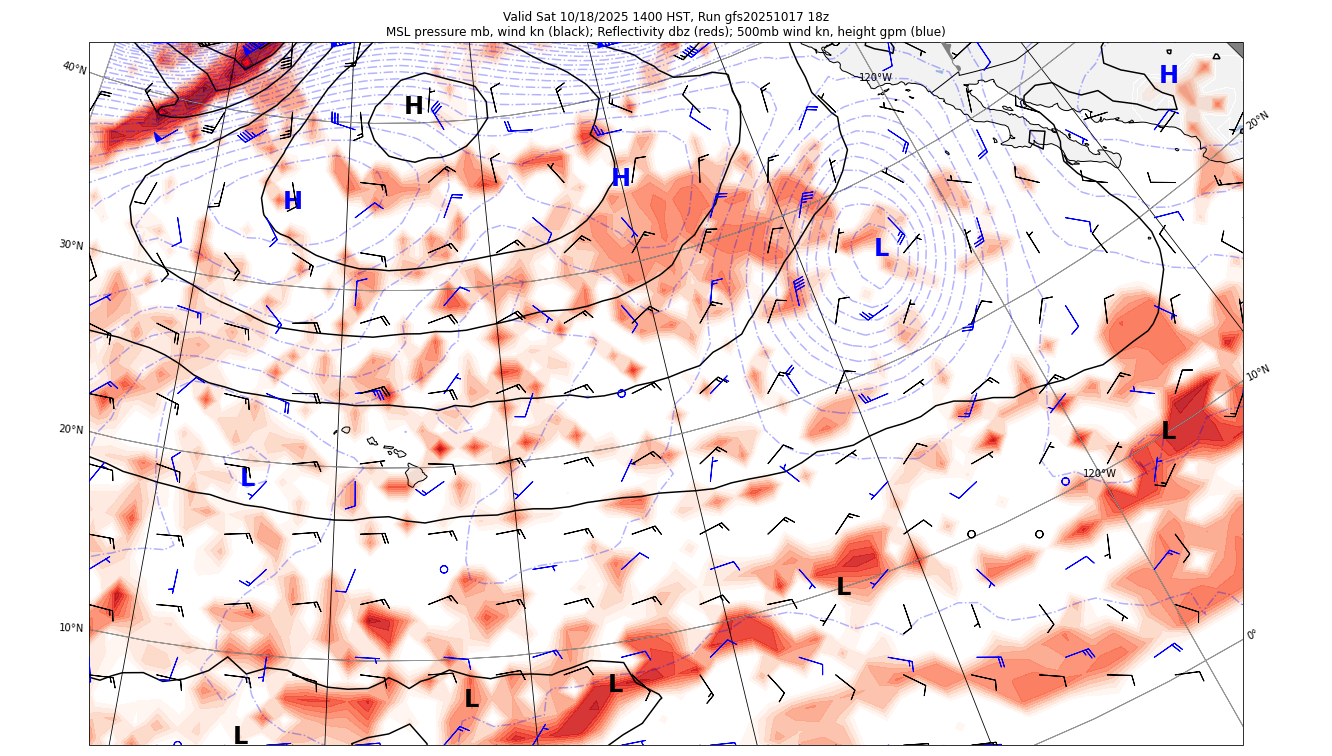 Valid Sat 10/18/2025 1400 HST, Run gfs20251017 18z
MSL pressure mb, wind kn (black); Reflectivity dbz (reds); 500mb wind kn, height gpm (blue)
40°N
120°W
H
20°N
H
H
H
30°N
L
10°N
20°N
L
L
120°W
L
10°N
0°
L
L
L